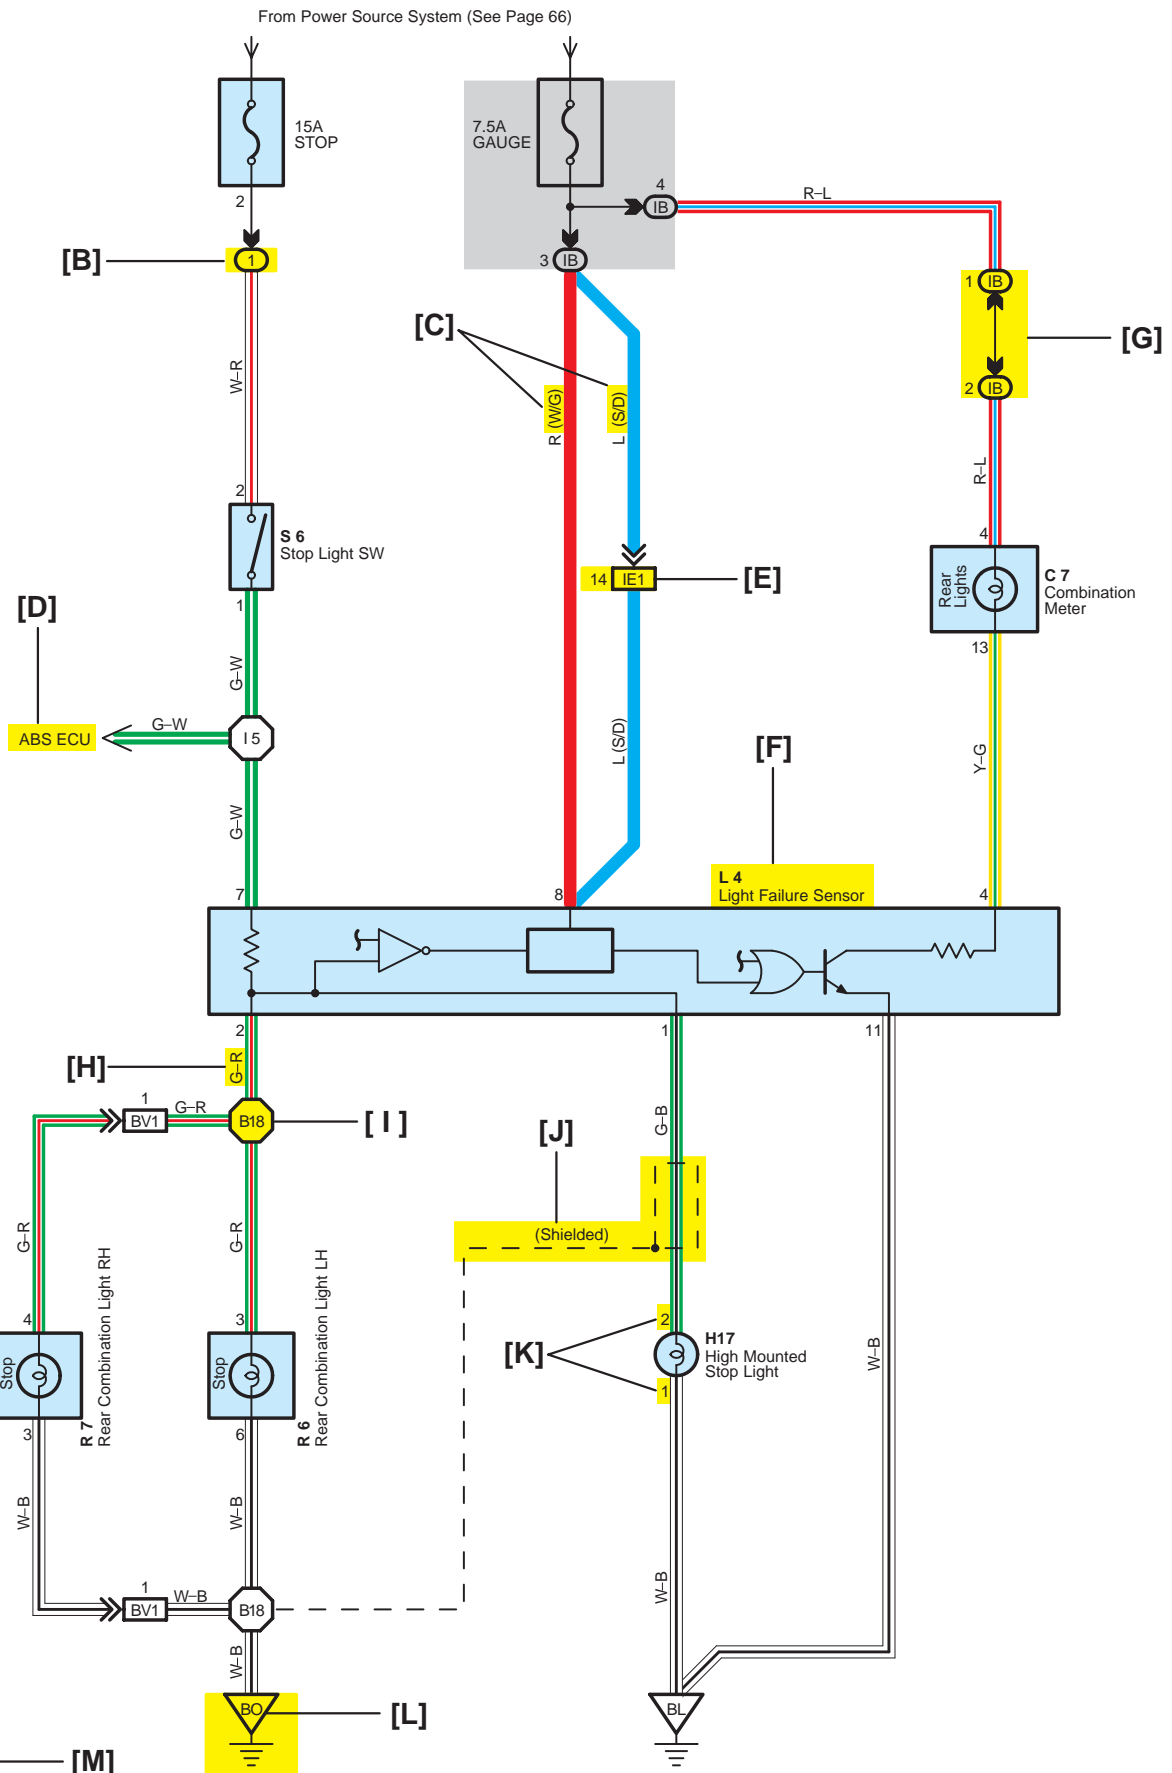 From Power Source System (See Page 66)
15A
STOP
7.5A
GAUGE
2
4
IB
R–L
[B]
1
3
IB
1
IB
[C]
[G]
W–R
R (W/G)
L (S/D)
2
IB
R–L
2
S 6
Stop Light SW
4
Rear
Lights
C 7
Combination
Meter
14
IE1
[E]
[D]
1
13
G–W
ABS ECU
G–W
I 5
L (S/D)
[F]
Y–G
G–W
7
8
L 4
Light Failure Sensor
4
2
1
11
[H]
G–R
1
BV1
G–R
B18
[ I ]
G–B
[J]
G–R
G–R
(Shielded)
4
Stop
3
R 7
Rear Combination Light RH
3
Stop
6
R 6
Rear Combination Light LH
2
[K]
H17
High Mounted
Stop Light
1
W–B
W–B
W–B
W–B
1
BV1
W–B
B18
W–B
BO
[L]
BL
[M]